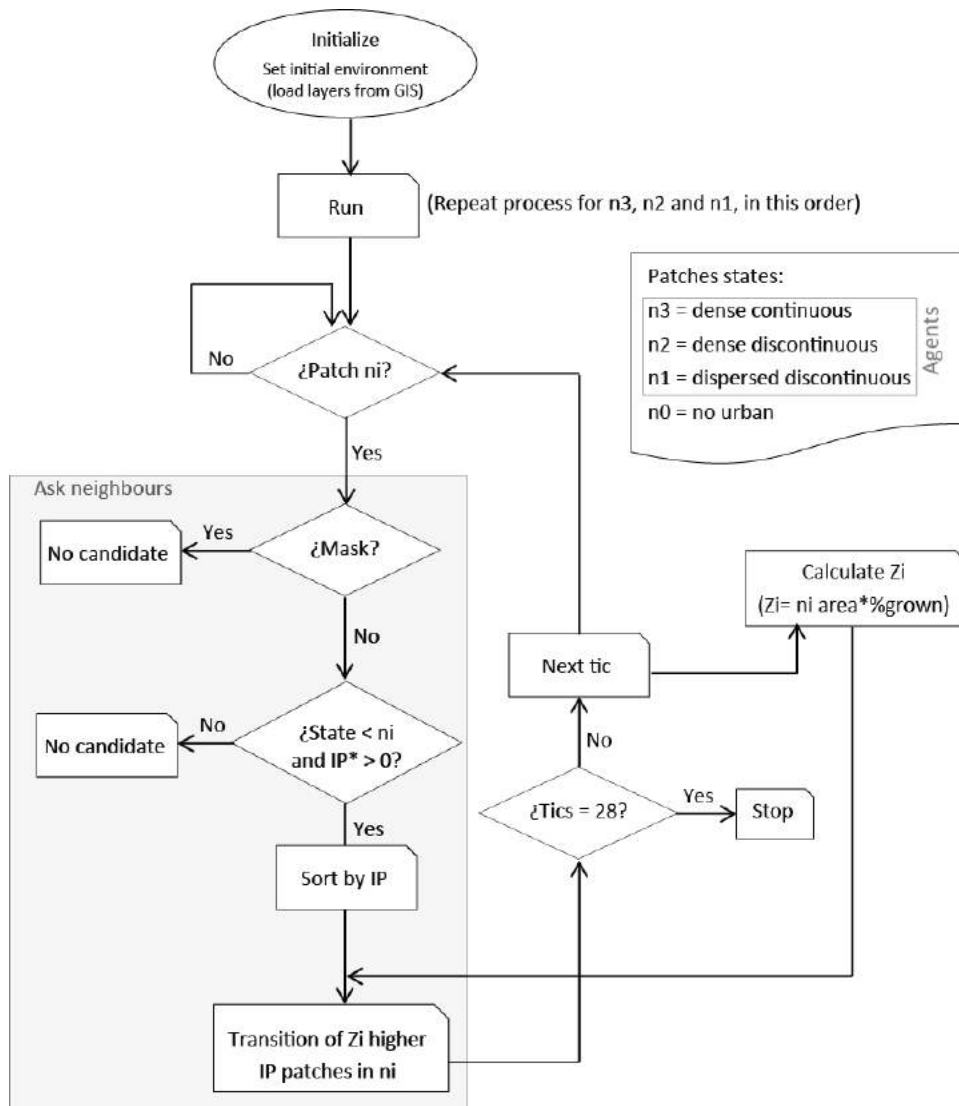 Initialize
Set initial environment
(load layers from GIS)
Run
(Repeat process for n3, n2 and n1, in this order)
Patches states:
n3 = dense continuous
n2 = dense discontinuous
n1 = dispersed discontinuous
n0 = no urban
Agents
No
¿Patch ni?
Yes
Ask neighbours
No candidate
Yes
¿Mask?
No
No candidate
No
¿State < ni
and IP* > 0?
Yes
Sort by IP
Transition of Zi higher
IP patches in ni
Calculate Zi
(Zi= ni area*%grown)
Next tic
No
¿Tics = 28?
Yes
Stop